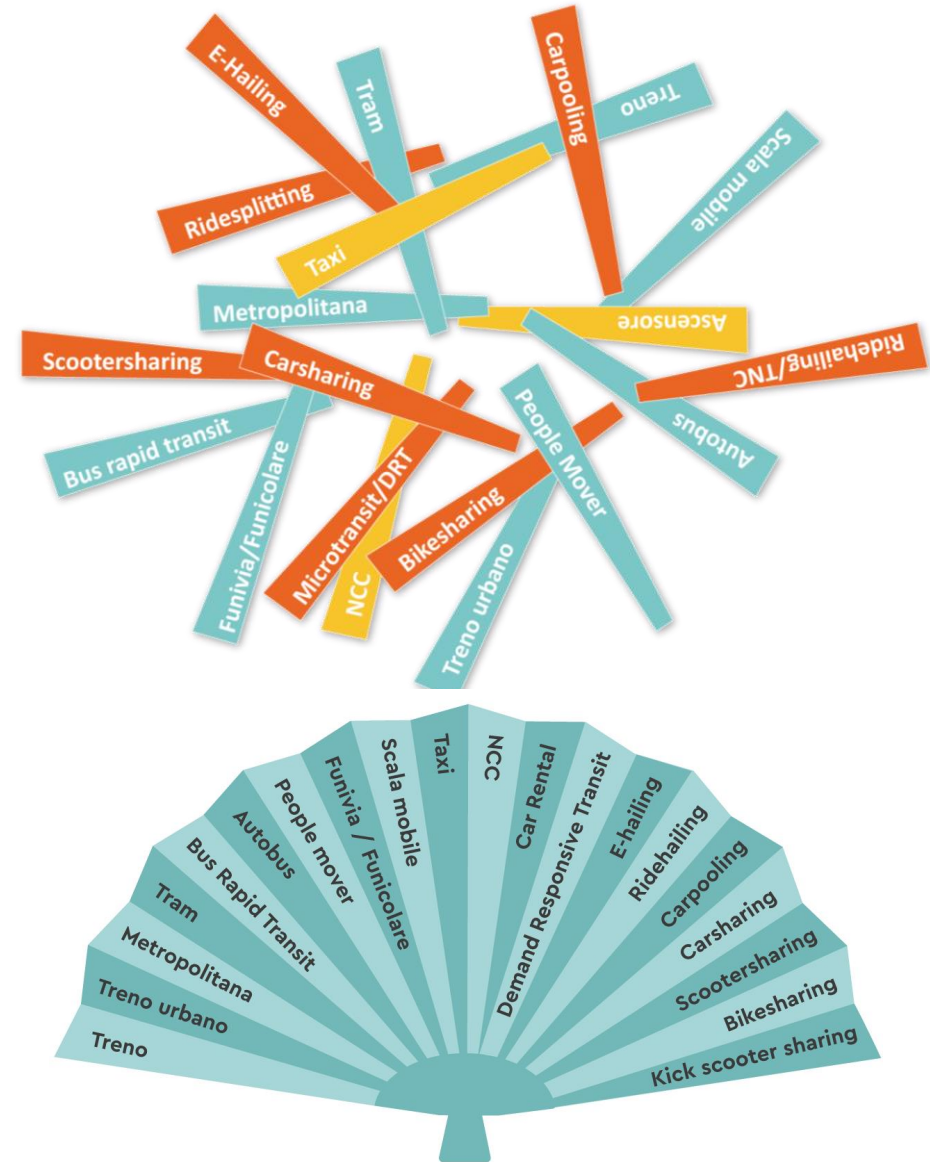 E-Hailing
Tram
Carpooling
Treno
Scala mobile
Ridesplitting
Taxi
Metropolitana
Ascensore
Scootersharing
Carsharing
Ridehailing/TNC
Bus rapid transit
Funivia/Funicolare
Microtransit/DRT
NCC
Bikesharing
People Mover
Autobus
Treno urbano
Treno
Treno urbano
Metropolitana
Tram
Bus Rapid Transit
Autobus
People mover
Funivia / Funicolare
Scala mobile
Taxi
NCC
Car Rental
Demand Responsive Transit
E-hailing
Ridehailing
Carpooling
Carsharing
Scootersharing
Bikesharing
Kick scooter sharing